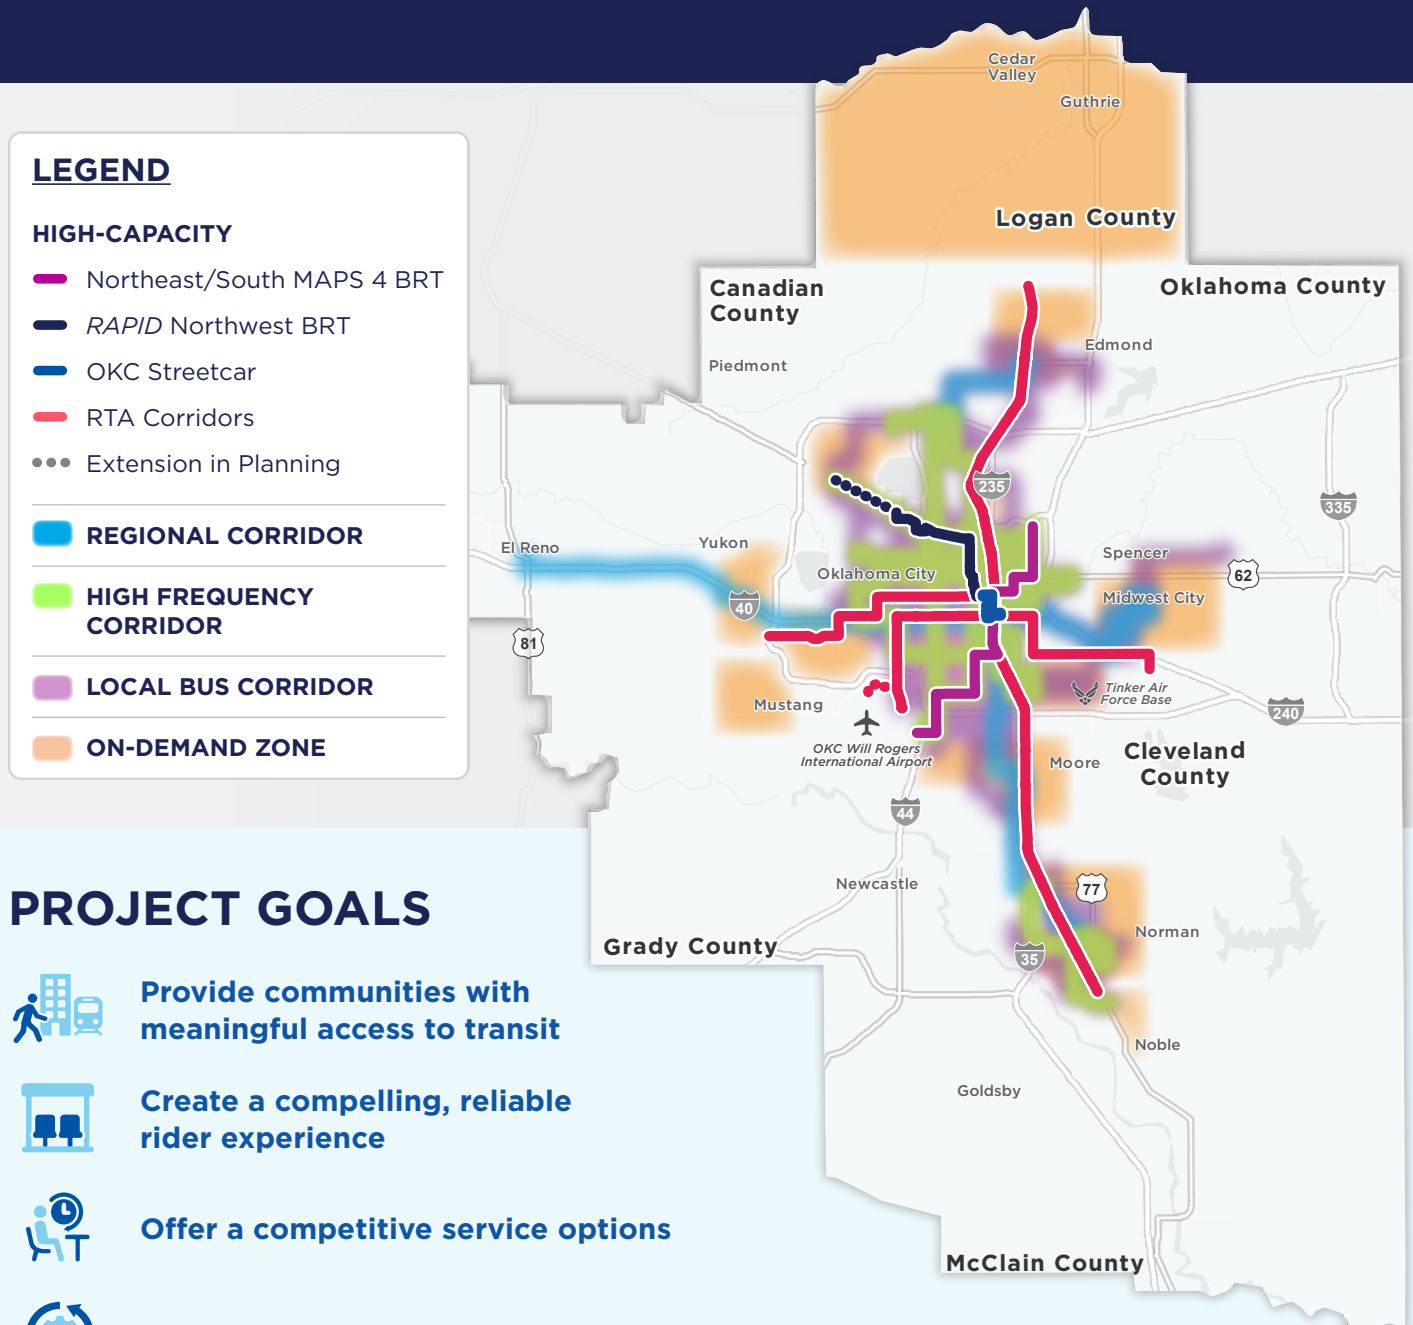 LEGEND
HIGH-CAPACITY
Northeast/South MAPS 4 BRT
RAPID Northwest BRT
OKC Streetcar
RTA Corridors
Extension in Planning
REGIONAL CORRIDOR
HIGH FREQUENCY
CORRIDOR
LOCAL BUS CORRIDOR
ON-DEMAND ZONE
Cedar
Valley
Guthrie
Logan County
Canadian
County
Oklahoma County
Piedmont
Edmond
235
335
El Reno
Yukon
Spencer
62
Oklahoma City
Midwest City
40
81
Mustang
Tinker Air
Force Base
240
OKC Will Rogers
International Airport
Moore
Cleveland
County
44
Newcastle
77
Norman
Grady County
35
Noble
Goldsby
McClain County
PROJECT GOALS
Provide communities with
meaningful access to transit
Create a compelling, reliable
rider experience
Offer a competitive service options